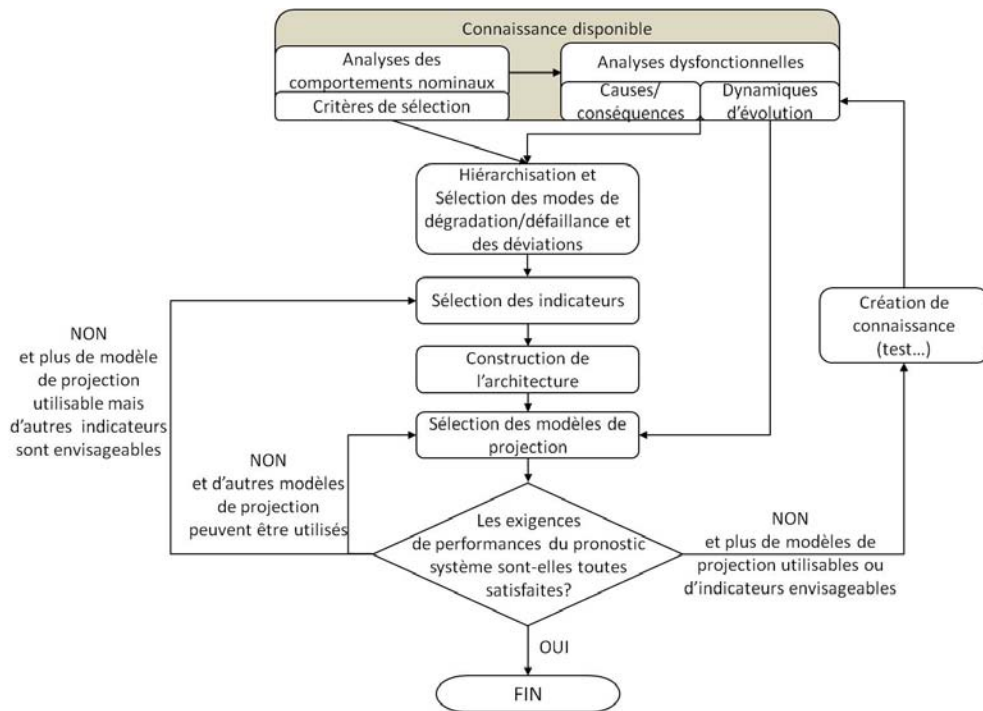 Connaissance disponible
Analyses des
comportements nominaux
Critères de sélection
Analyses dysfonctionnelles
Causes/
conséquences
Dynamiques
d'évolution
Hiérarchisation et
Sélection des modes de
dégradation/défaillance et
des déviations
Sélection des indicateurs
Construction de
l'architecture
Sélection des modèles de
projection
Les exigences
de performances du pronostic
système sont-elles toutes
satisfaites?
NON
et plus de modèle
de projection
utilisable mais
d'autres indicateurs
sont envisageables
NON
et d'autres modèles
de projection
peuvent être utilisés
NON
et plus de modèles de
projection utilisables ou
d'indicateurs envisageables
Création de
connaissance
(test...)
OUI
FIN